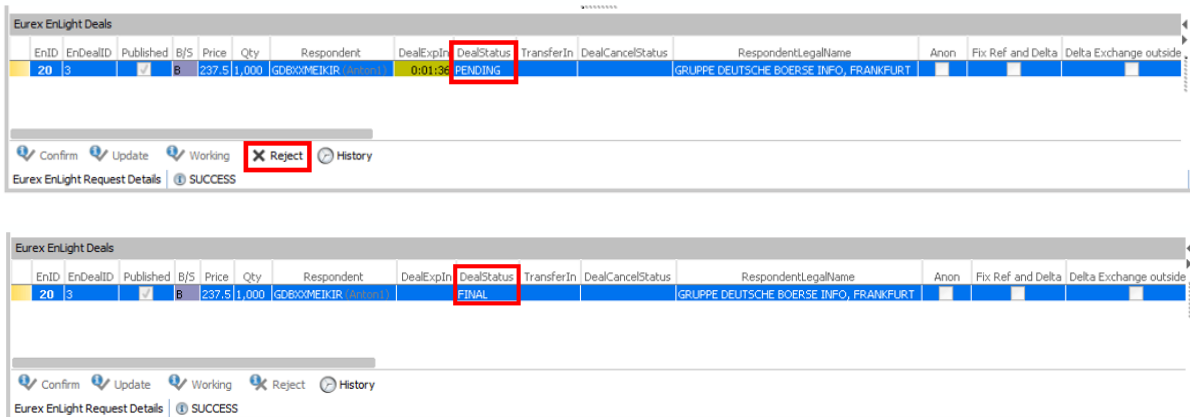 Eurex EnLight Deals
EnID EnDealID Published B/S Price Qty Respondent DealExpIn DealStatus TransferIn DealCancelStatus RespondentLegalName Anon Fix Ref and Delta Delta Exchange outside
20 3 B 237.5 1,000 GDBXXMEIKIR (Anton1) 0:01:36 PENDING GRUPPE DEUTSCHE BOERSE INFO, FRANKFURT
Confirm Update Working Reject History
Eurex EnLight Request Details SUCCESS
Eurex EnLight Deals
EnID EnDealID Published B/S Price Qty Respondent DealExpIn DealStatus TransferIn DealCancelStatus RespondentLegalName Anon Fix Ref and Delta Delta Exchange outside
20 3 B 237.5 1,000 GDBXXMEIKIR (Anton1) FINAL GRUPPE DEUTSCHE BOERSE INFO, FRANKFURT
Confirm Update Working Reject History
Eurex EnLight Request Details SUCCESS